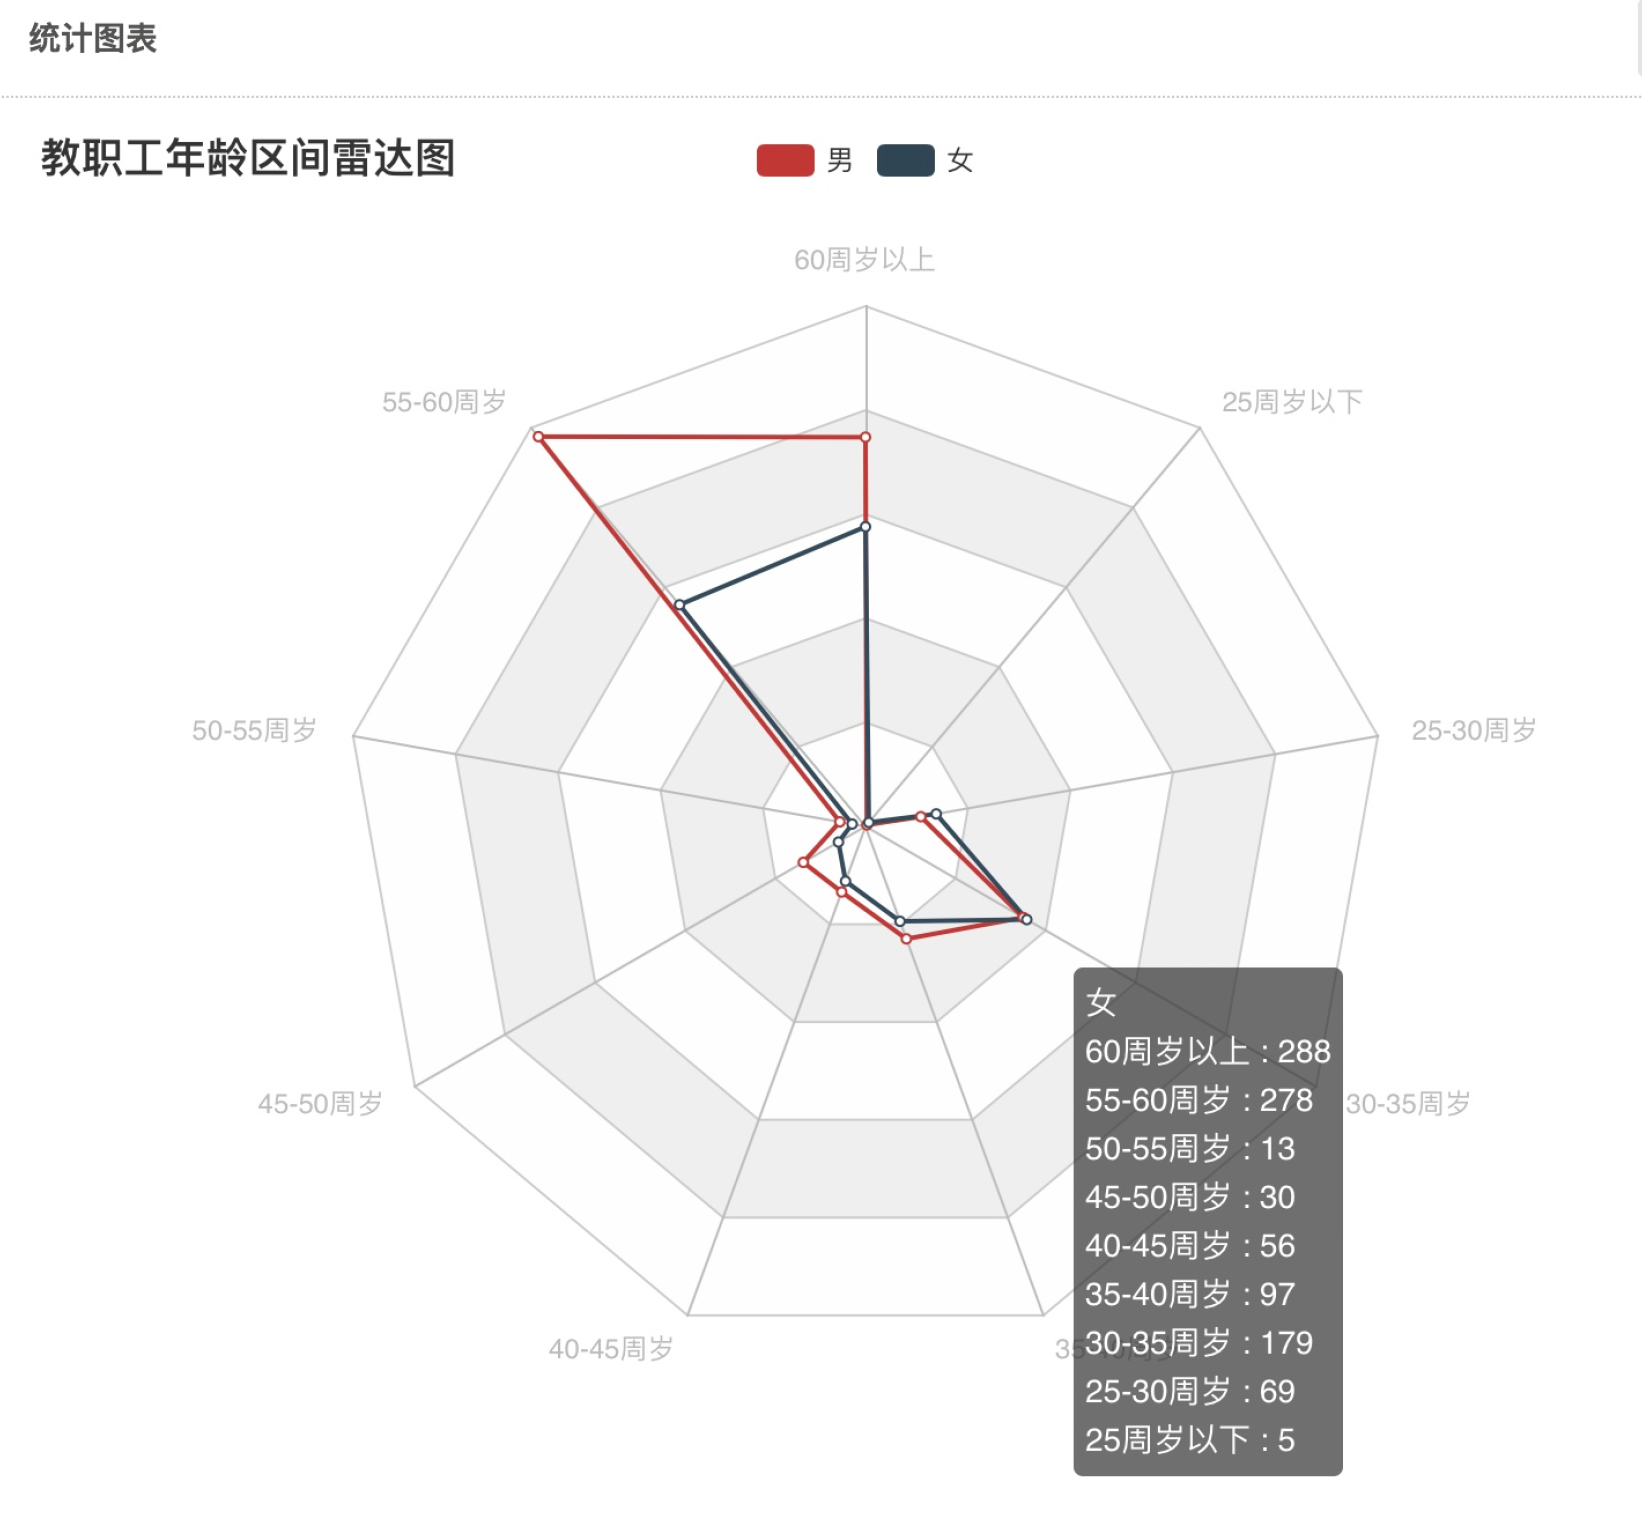 统计图表
教职工年龄区间雷达图
男
女
60周岁以上
55-60周岁
25周岁以下
50-55周岁
25-30周岁
45-50周岁
30-35周岁
40-45周岁
女
60周岁以上 : 288
55-60周岁 : 278
50-55周岁 : 13
45-50周岁 : 30
40-45周岁 : 56
35-40周岁 : 97
30-35周岁 : 179
25-30周岁 : 69
25周岁以下 : 5